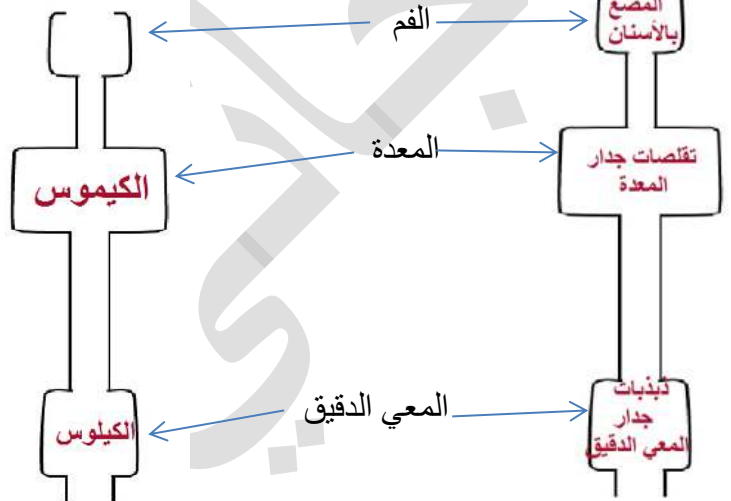 المضغ
بالأسنان
الفم
تقلصات جدار
المعدة
المعدة
الكيموس
ذبذبات
جدار
المعي الدقيق
المعي الدقيق
الكيلوس